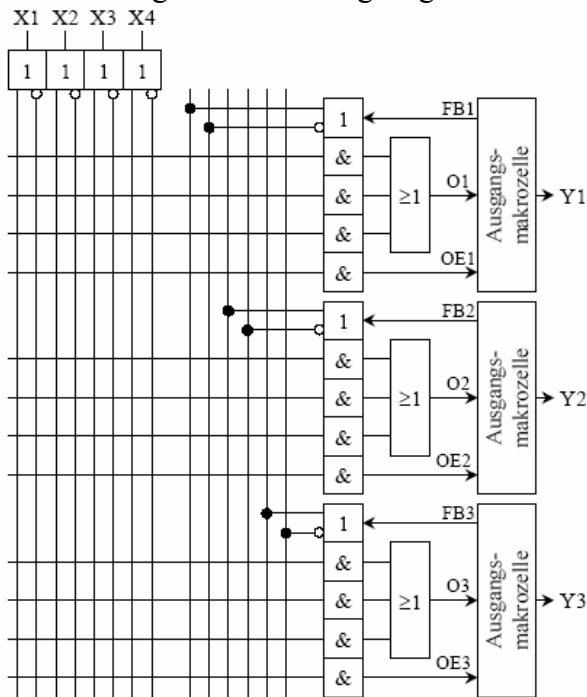 X1 X2 X3 X4
1 1 1 1
1 FB1
&
& ≥1 O1 Ausgangs-
makrozelle Y1
&
& OE1
1 FB2
&
& ≥1 O2 Ausgangs-
makrozelle Y2
&
& OE2
1 FB3
&
& ≥1 O3 Ausgangs-
makrozelle Y3
&
& OE3